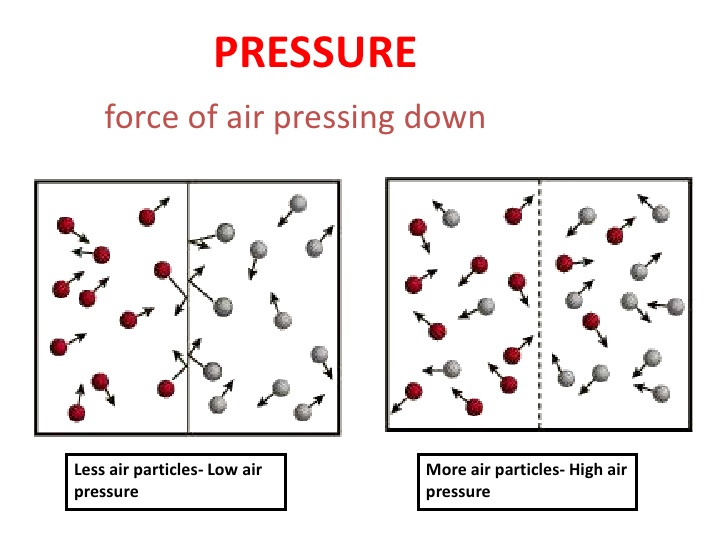 PRESSURE
force of air pressing down
Less air particles- Low air
pressure
More air particles- High air
pressure